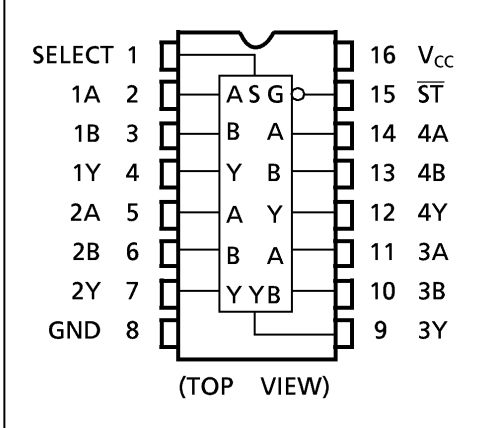 SELECT 1 16 VCC
1A 2 A S G 15 S̅T̅
1B 3 B A 14 4A
1Y 4 Y B 13 4B
2A 5 A Y 12 4Y
2B 6 B A 11 3A
2Y 7 Y Y B 10 3B
GND 8 9 3Y
(TOP VIEW)